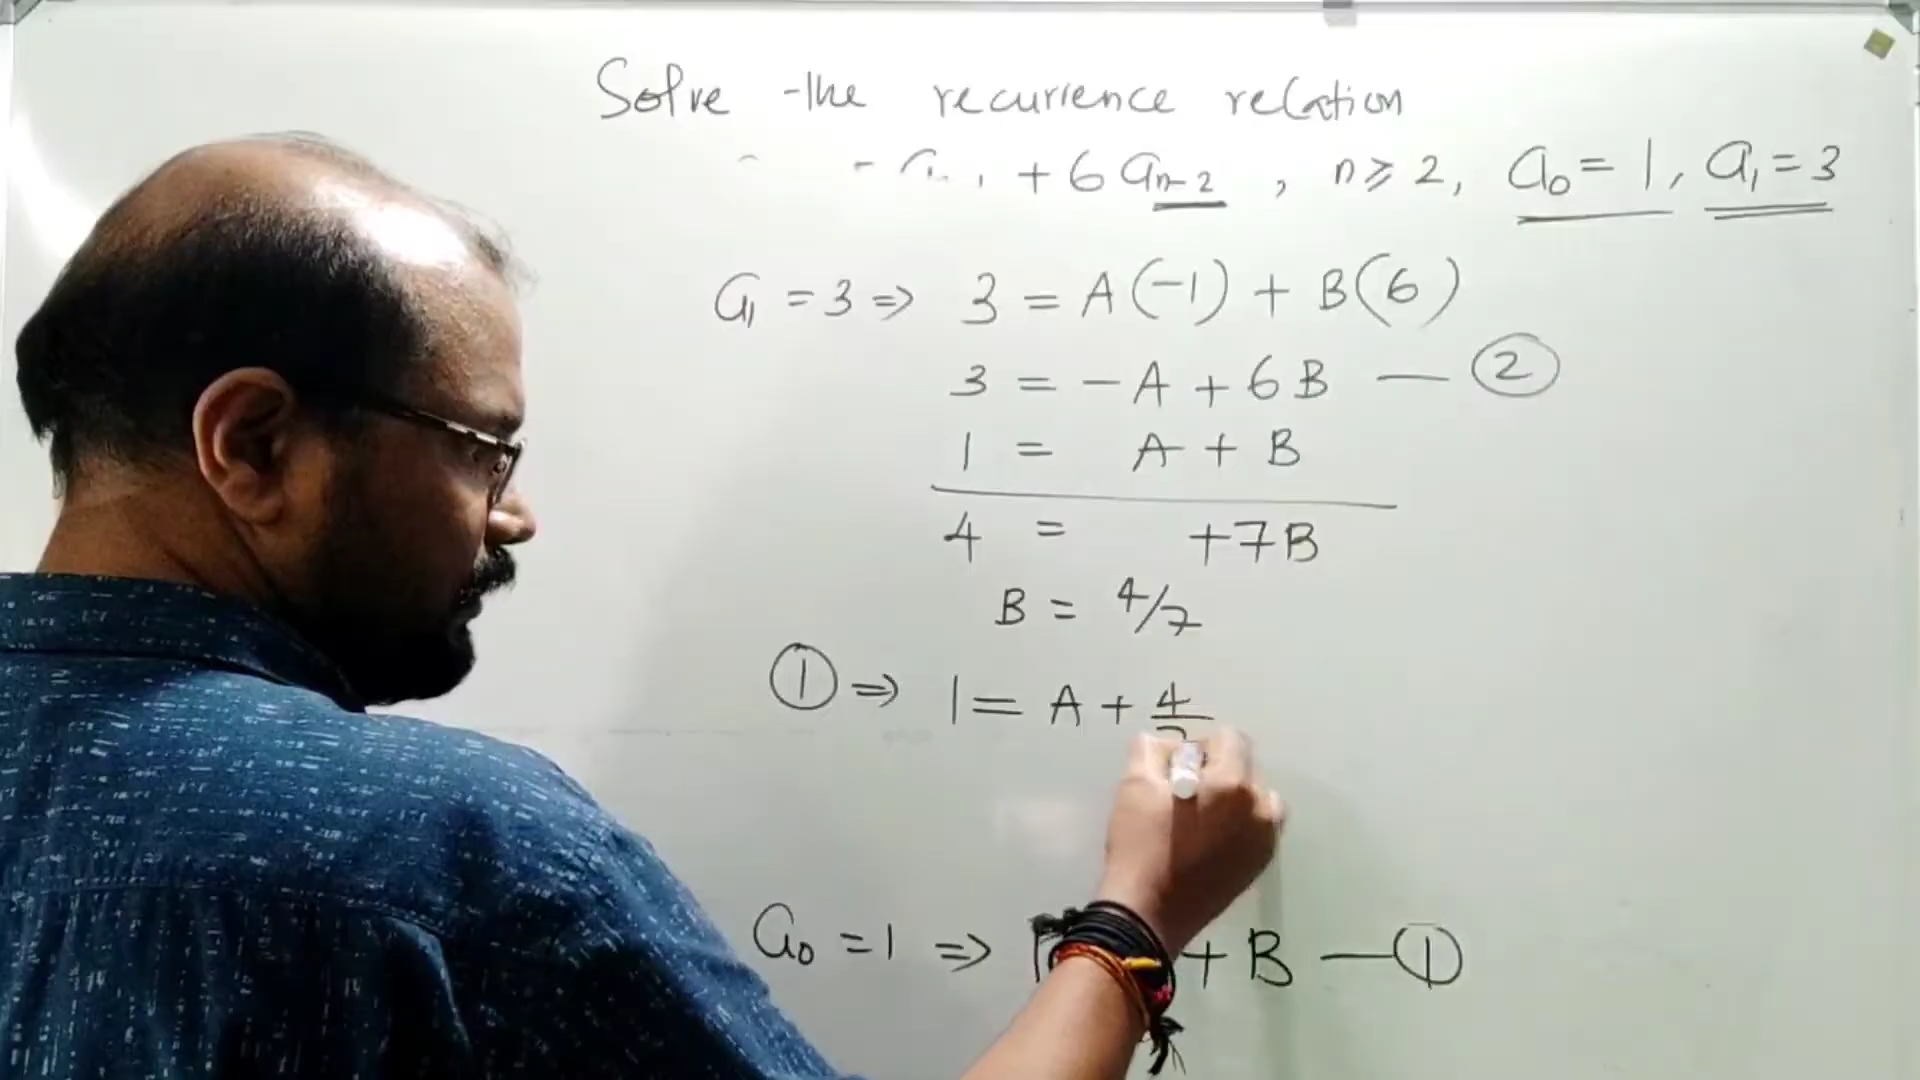 Solve the recurrence relation
+ 6 aₙ₋₂ , n ≥ 2, a₀ = 1, a₁ = 3
a₁ = 3 ⇒ 3 = A(-1) + B(6)
3 = -A + 6B — ②
1 = A + B
4 = +7B
B = 4/7
① ⇒ 1 = A + 4/7
a₀ = 1 ⇒ + B — ①